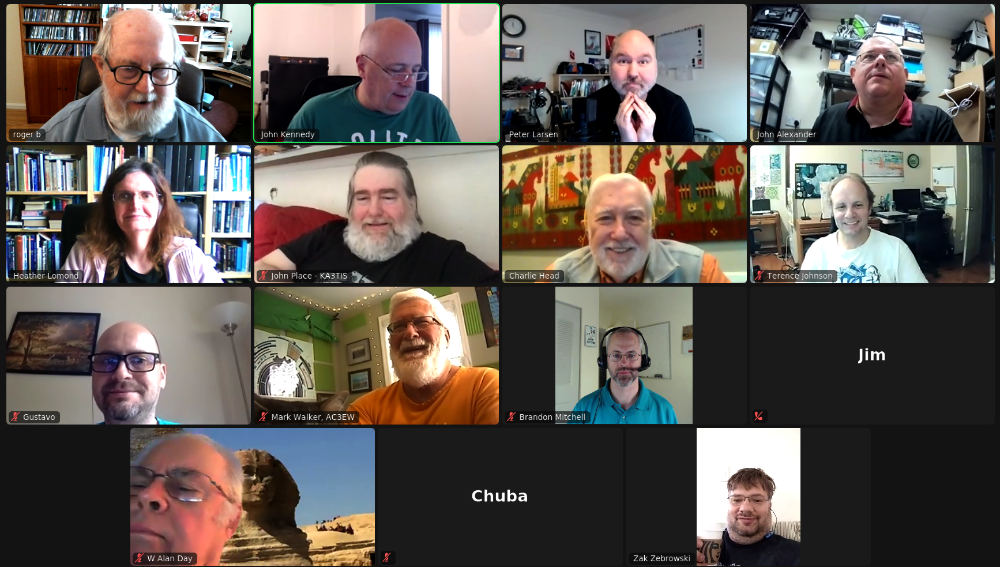 roger b
John Kennedy
Peter Larsen
John Alexander
Heather Lomond
John Place - KA3TIS
Charlie Head
Terence Johnson
Gustavo
Mark Walker, AC3EW
Brandon Mitchell
Jim
W Alan Day
Chuba
Zak Zebrowski